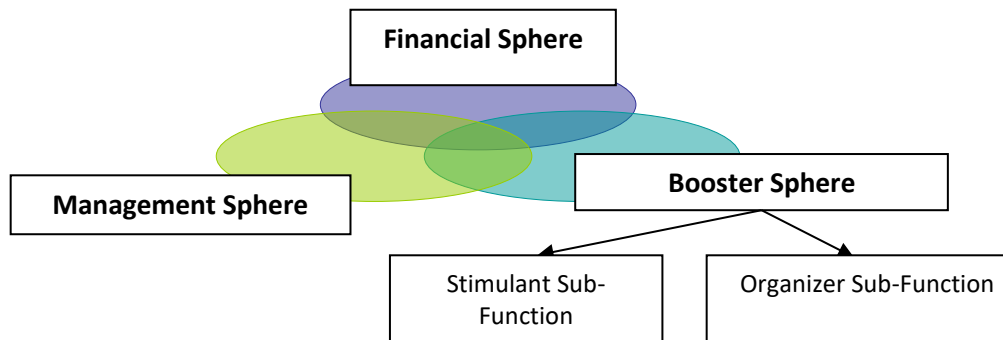 Financial Sphere
Management Sphere
Booster Sphere
Stimulant Sub-
Function
Organizer Sub-Function